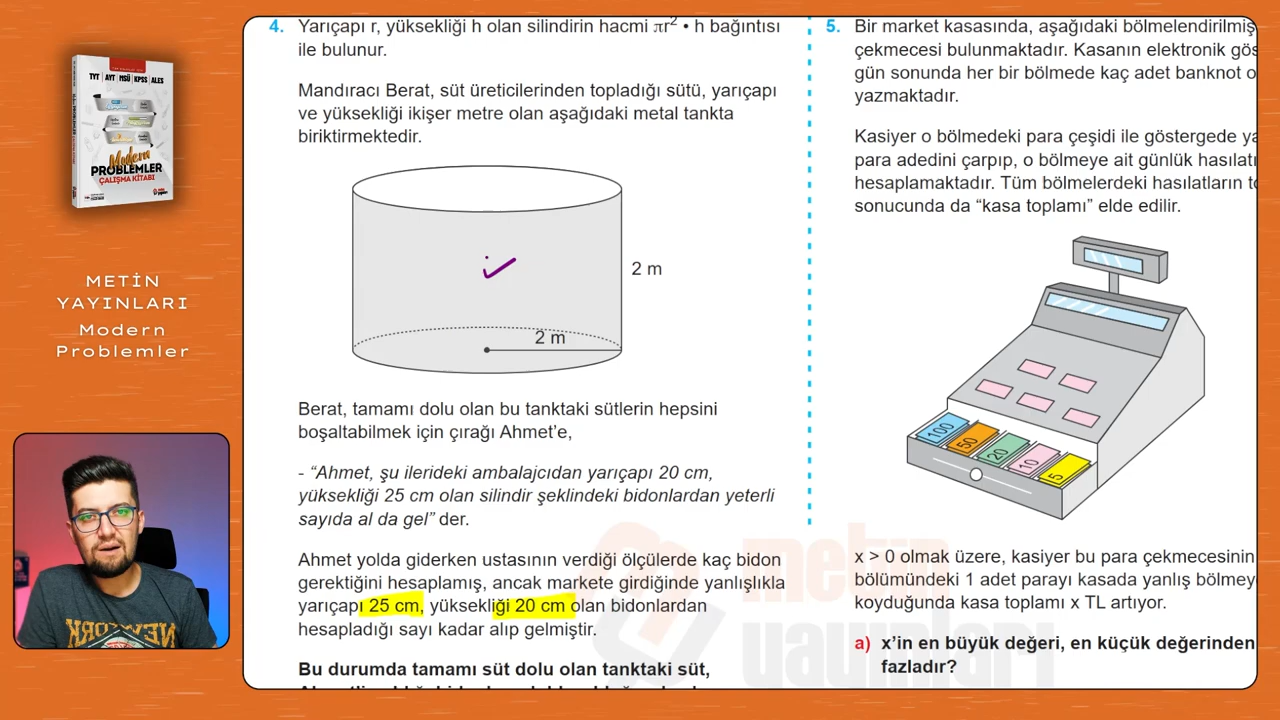 TYT AYT MSÜ KPSS ALES
Modern
PROBLEMLER
ÇALIŞMA KİTABI
METİN
YAYINLARI
Modern
Problemler
4. Yarıçapı r, yüksekliği h olan silindirin hacmi πr² • h bağıntısı
ile bulunur.
Mandıracı Berat, süt üreticilerinden topladığı sütü, yarıçapı
ve yüksekliği ikişer metre olan aşağıdaki metal tankta
biriktirmektedir.
2 m
2 m
Berat, tamamı dolu olan bu tanktaki sütlerin hepsini
boşaltabilmek için çırağı Ahmet’e,
- “Ahmet, şu ilerideki ambalajcıdan yarıçapı 20 cm,
yüksekliği 25 cm olan silindir şeklindeki bidonlardan yeterli
sayıda al da gel” der.
Ahmet yolda giderken ustasının verdiği ölçülerde kaç bidon
gerektiğini hesaplamış, ancak markete girdiğinde yanlışlıkla
yarıçapı 25 cm, yüksekliği 20 cm olan bidonlardan
hesapladığı sayı kadar alıp gelmiştir.
Bu durumda tamamı süt dolu olan tanktaki süt,
5. Bir market kasasında, aşağıdaki bölmelendirilmiş
çekmecesi bulunmaktadır. Kasanın elektronik gös
gün sonunda her bir bölmede kaç adet banknot o
yazmaktadır.
Kasiyer o bölmedeki para çeşidi ile göstergede ya
para adedini çarpıp, o bölmeye ait günlük hasılatı
hesaplamaktadır. Tüm bölmelerdeki hasılatların to
sonucunda da “kasa toplamı” elde edilir.
100
50
20
10
5
x > 0 olmak üzere, kasiyer bu para çekmecesinin
bölümündeki 1 adet parayı kasada yanlış bölmey
koyduğunda kasa toplamı x TL artıyor.
a) x’in en büyük değeri, en küçük değerinden
fazladır?
metin
yayınları
NEW YORK